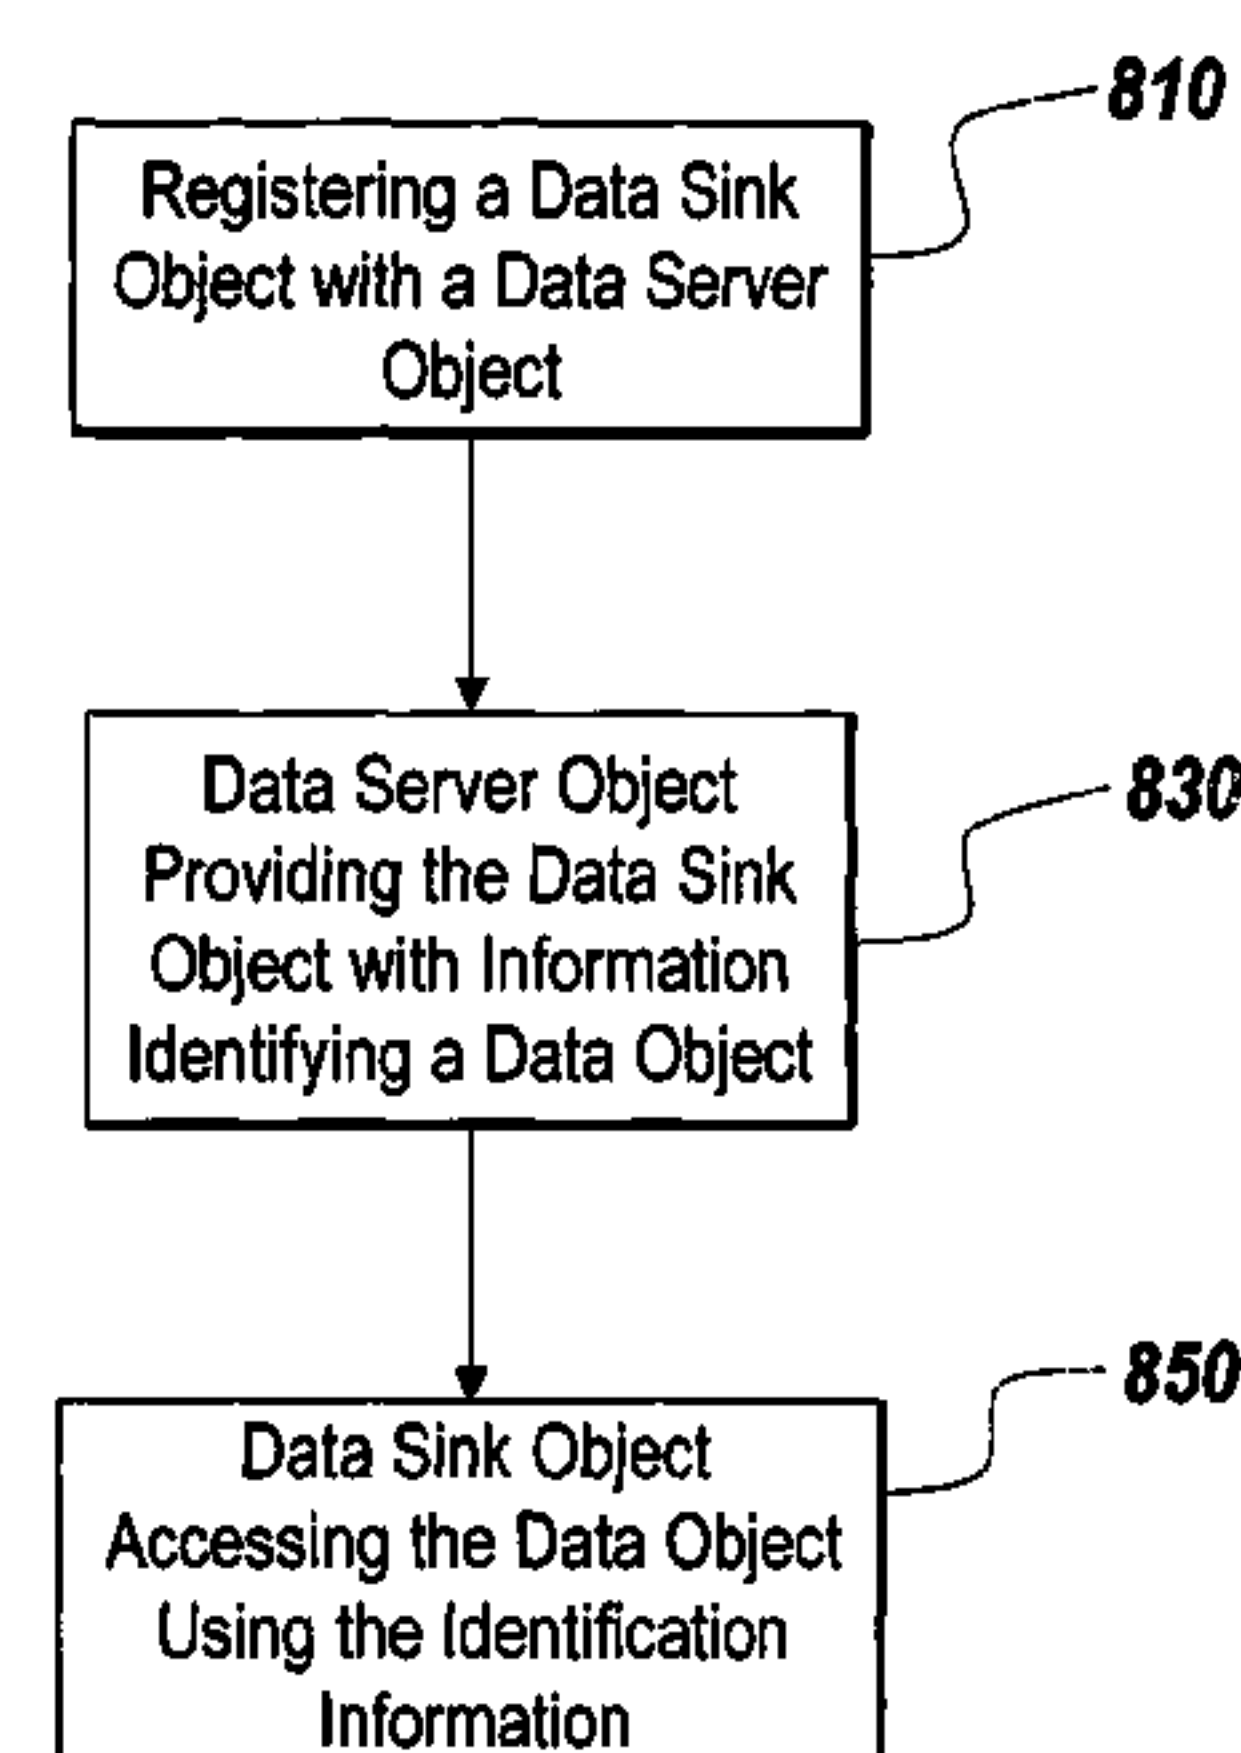 810
Registering a Data Sink
Object with a Data Server
Object
830
Data Server Object
Providing the Data Sink
Object with Information
Identifying a Data Object
850
Data Sink Object
Accessing the Data Object
Using the Identification
Information